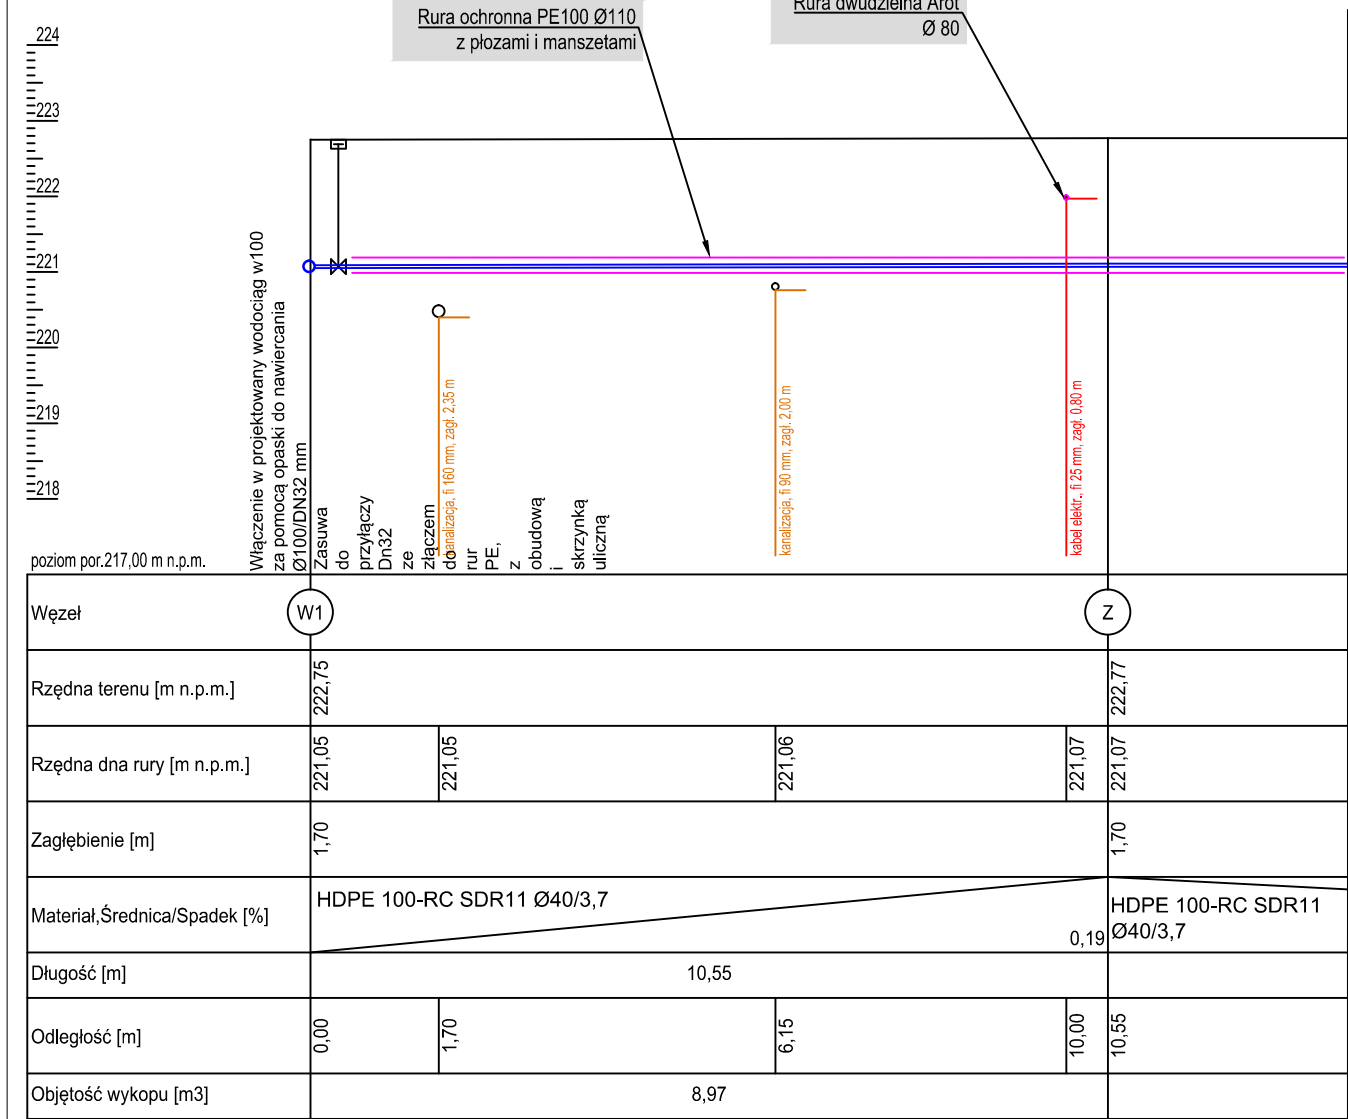 Rura ochronna PE100 Ø110
z płozami i manszetami
Rura dwudzielna Arot
Ø 80
224
223
222
221
220
219
218
poziom por.217,00 m n.p.m.
Włączenie w projektowany wodociąg w100
za pomocą opaski do nawiercania
Ø100/DN32 mm
Zasuwa
do
przyłączy
Dn32
ze
złączem
do
rur
PE,
z
obudową
i
skrzynką
uliczną
kanalizacja, fi 160 mm, zagł. 2,35 m
kanalizacja, fi 90 mm, zagł. 2,00 m
kabel elektr., fi 25 mm, zagł. 0,80 m
Węzeł
W1
Z
Rzędna terenu [m n.p.m.]
222,75
222,77
Rzędna dna rury [m n.p.m.]
221,05
221,05
221,06
221,07
221,07
Zagłębienie [m]
1,70
1,70
Materiał,Średnica/Spadek [%]
HDPE 100-RC SDR11 Ø40/3,7
0,19
HDPE 100-RC SDR11
Ø40/3,7
Długość [m]
10,55
Odległość [m]
0,00
1,70
6,15
10,00
10,55
Objętość wykopu [m3]
8,97